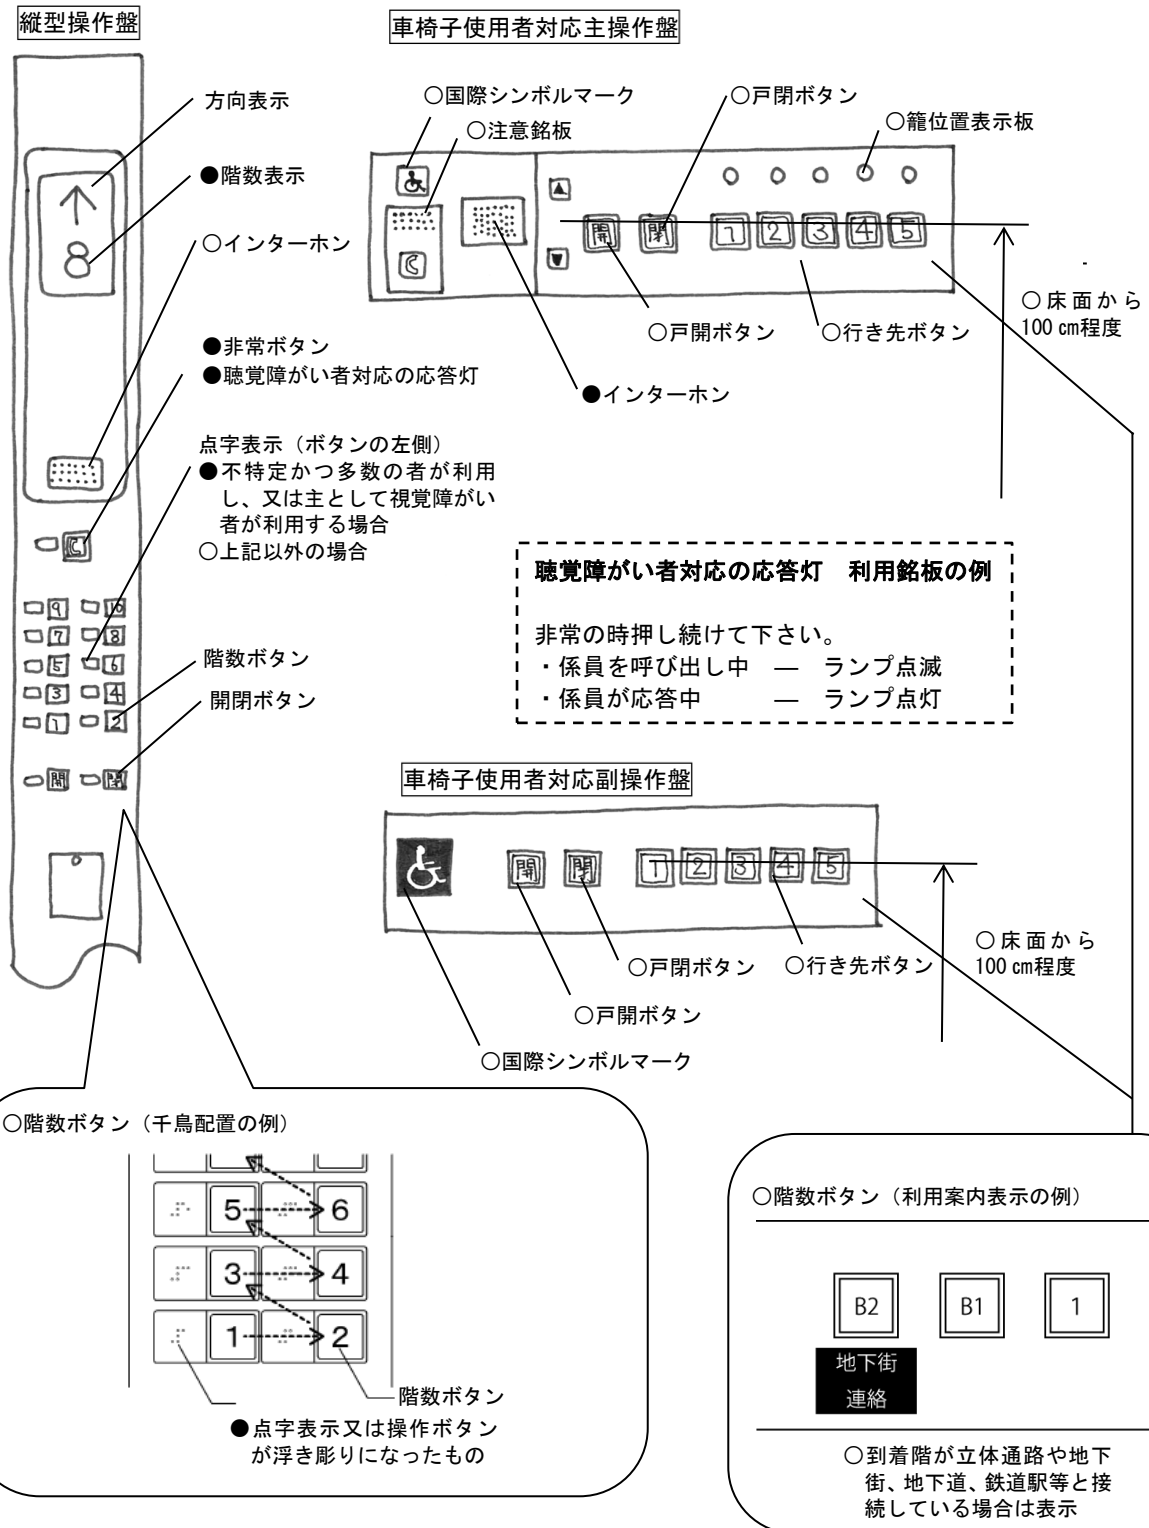 縦型操作盤
方向表示
●階数表示
↑
8
○インターホン
●非常ボタン
●聴覚障がい者対応の応答灯
点字表示（ボタンの左側）
●不特定かつ多数の者が利用
し、又は主として視覚障がい
者が利用する場合
○上記以外の場合
9 10
7 8
5 6
3 4
1 2
開 閉
階数ボタン
開閉ボタン
車椅子使用者対応主操作盤
○国際シンボルマーク
○戸閉ボタン
○注意銘板
○籠位置表示板
▲
▼
開 閉 1 2 3 4 5
○戸開ボタン
○行き先ボタン
●インターホン
○床面から
100 ㎝程度
聴覚障がい者対応の応答灯　利用銘板の例
非常の時押し続けて下さい。
・係員を呼び出し中　―　ランプ点滅
・係員が応答中　　　―　ランプ点灯
車椅子使用者対応副操作盤
開 閉 1 2 3 4 5
○戸閉ボタン
○行き先ボタン
○戸開ボタン
○国際シンボルマーク
○床面から
100 ㎝程度
○階数ボタン（千鳥配置の例）
5 6
3 4
1 2
階数ボタン
●点字表示又は操作ボタン
が浮き彫りになったもの
○階数ボタン（利用案内表示の例）
B2 B1 1
地下街
連絡
○到着階が立体通路や地下
街、地下道、鉄道駅等と接
続している場合は表示